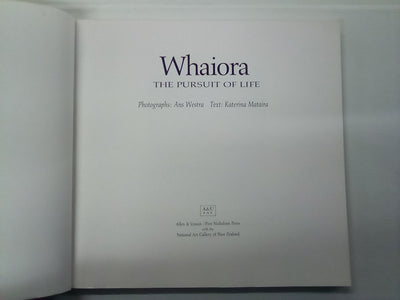 Whaiora
THE PURSUIT OF LIFE
Photographs: Ans Westra Text: Katerina Mataira
A&U
Allen & Unwin / Port Nicholson Press
with the
National Art Gallery of New Zealand